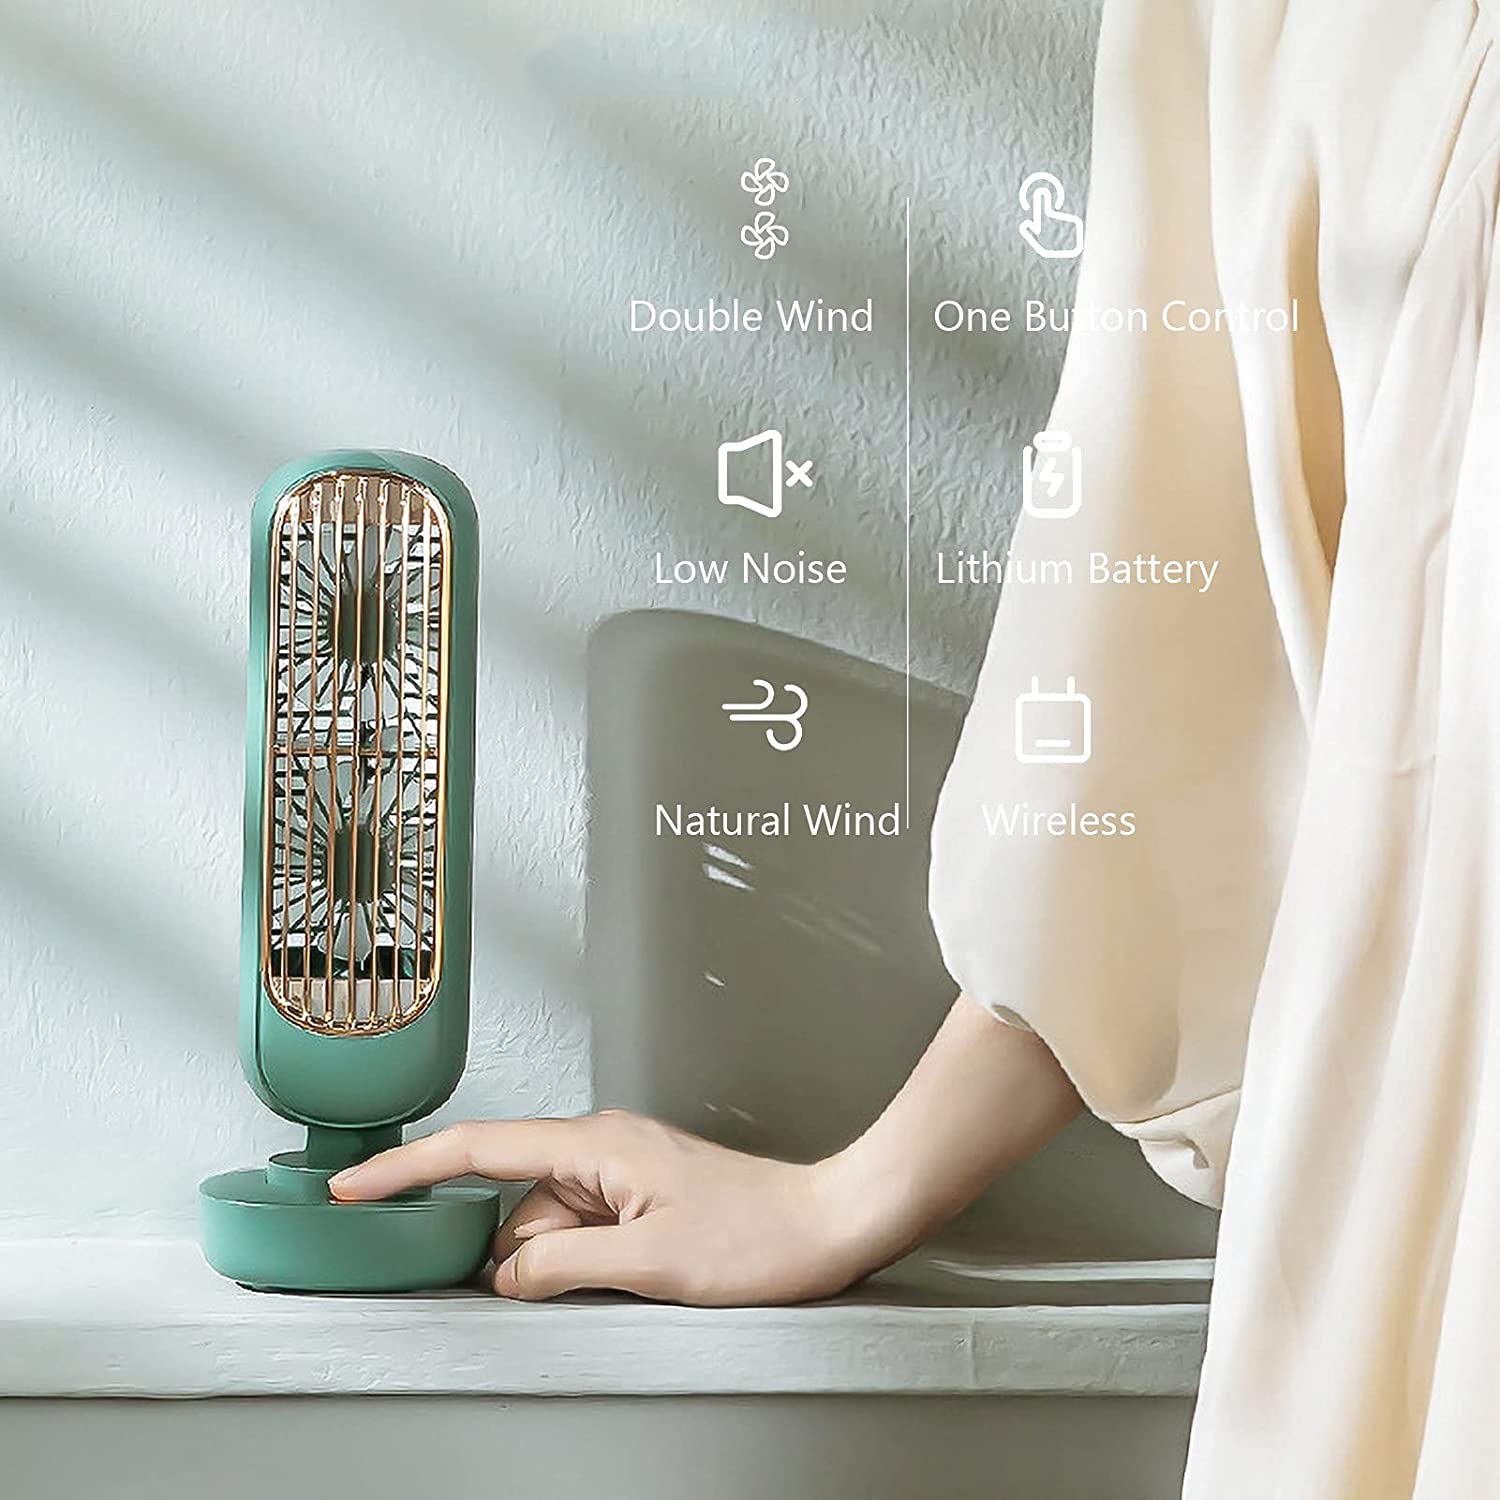 Double Wind
One Button Control
Low Noise
Lithium Battery
Natural Wind
Wireless